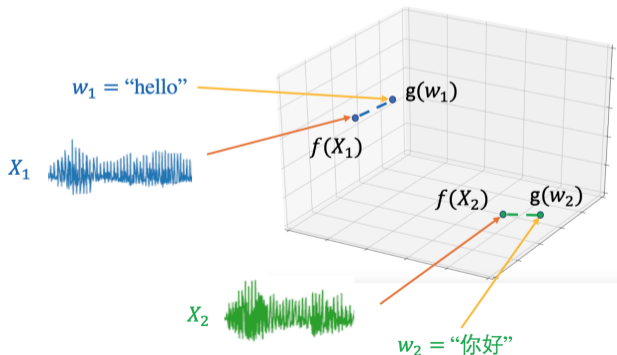 w₁ = “hello”
g(w₁)
f(X₁)
X₁
f(X₂)
g(w₂)
X₂
w₂ = “你好”